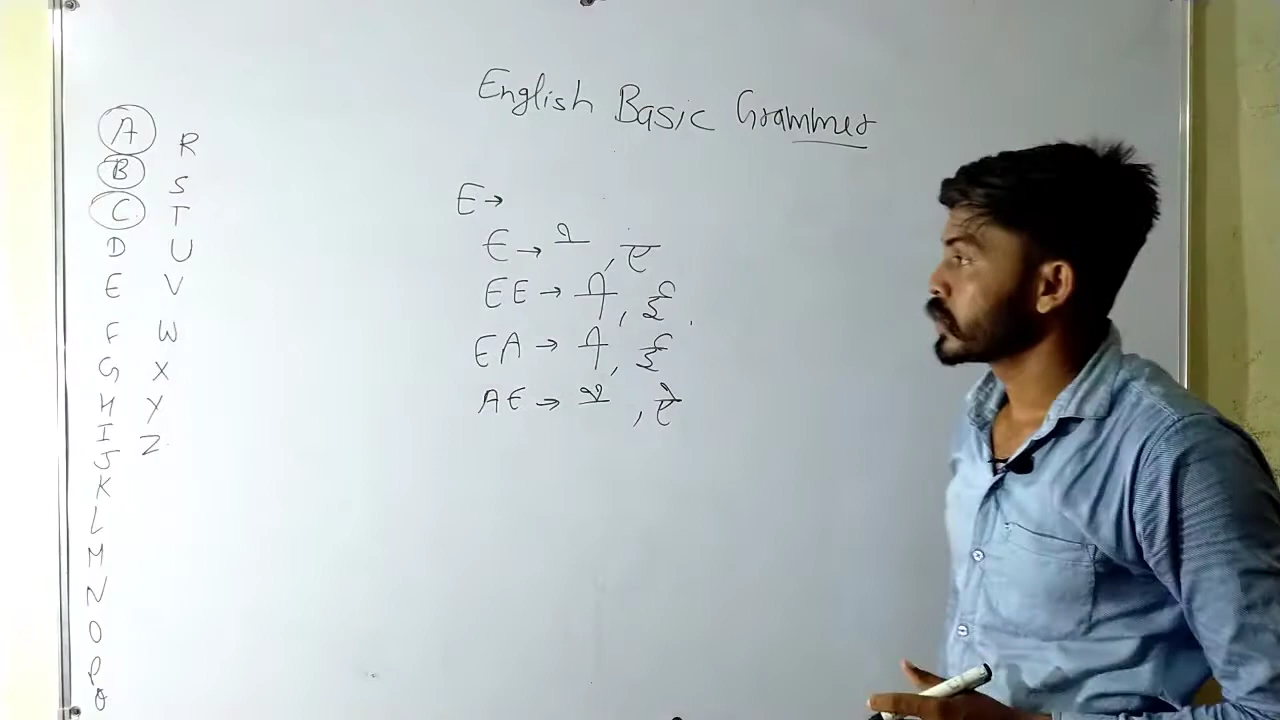 English Basic Grammer
A
B
C
D
E
F
G
H
I
J
K
L
M
N
O
P
Q
R
S
T
U
V
W
X
Y
Z
E→
E → े , ए
EE → ी , ई
EA → ी , ई
AE → ै , ऐ